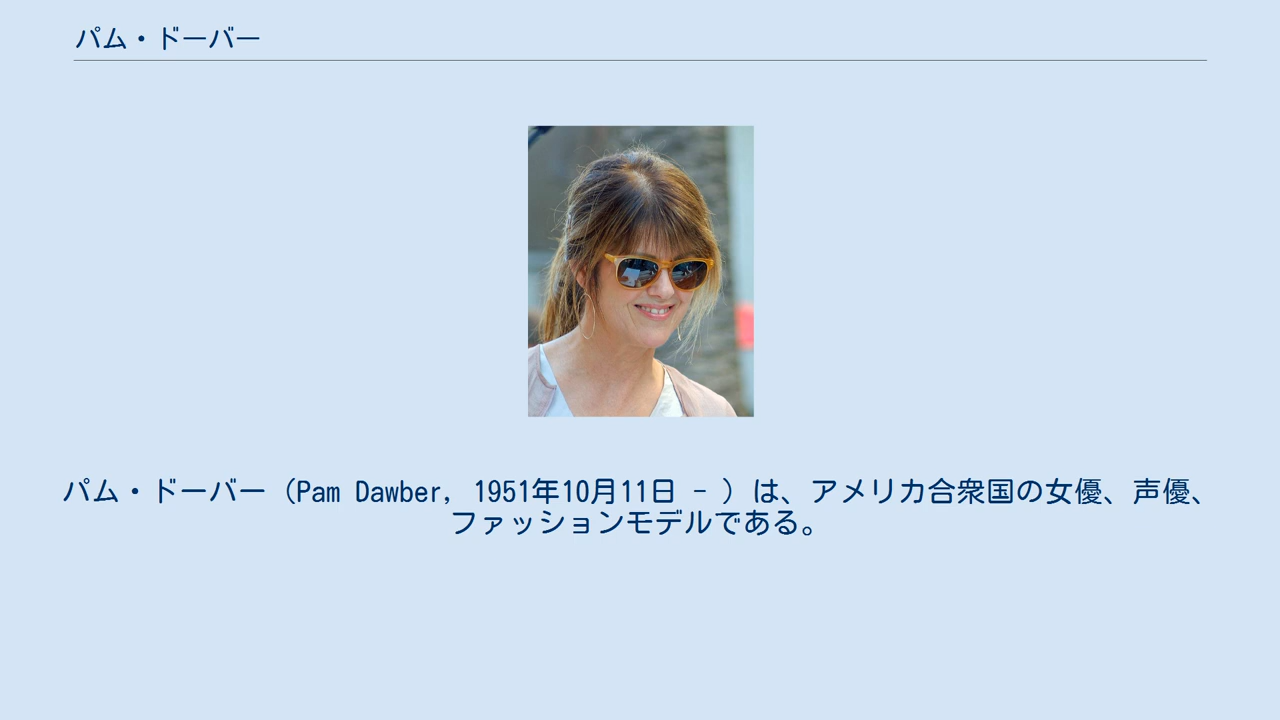 パム・ドーバー
パム・ドーバー（Pam Dawber, 1951年10月11日 - ）は、アメリカ合衆国の女優、声優、
ファッションモデルである。